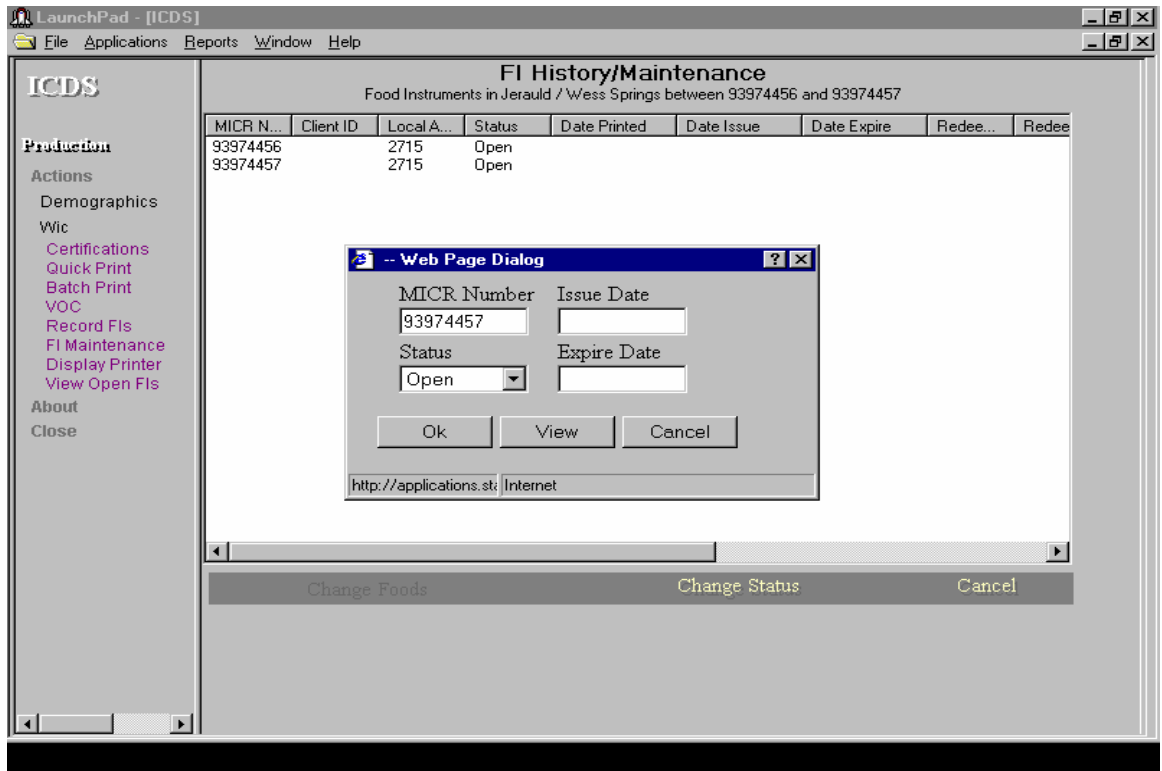 LaunchPad - [ICDS]
File Applications Reports Window Help
ICDS
Production
Actions
Demographics
Wic
Certifications
Quick Print
Batch Print
VOC
Record FIs
FI Maintenance
Display Printer
View Open FIs
About
Close
FI History/Maintenance
Food Instruments in Jerauld / Wess Springs between 93974456 and 93974457
MICR N... Client ID Local A... Status Date Printed Date Issue Date Expire Redee... Redee
93974456 2715 Open
93974457 2715 Open
-- Web Page Dialog
MICR Number Issue Date
93974457
Status Expire Date
Open
Ok View Cancel
http://applications.sta Internet
Change Foods Change Status Cancel